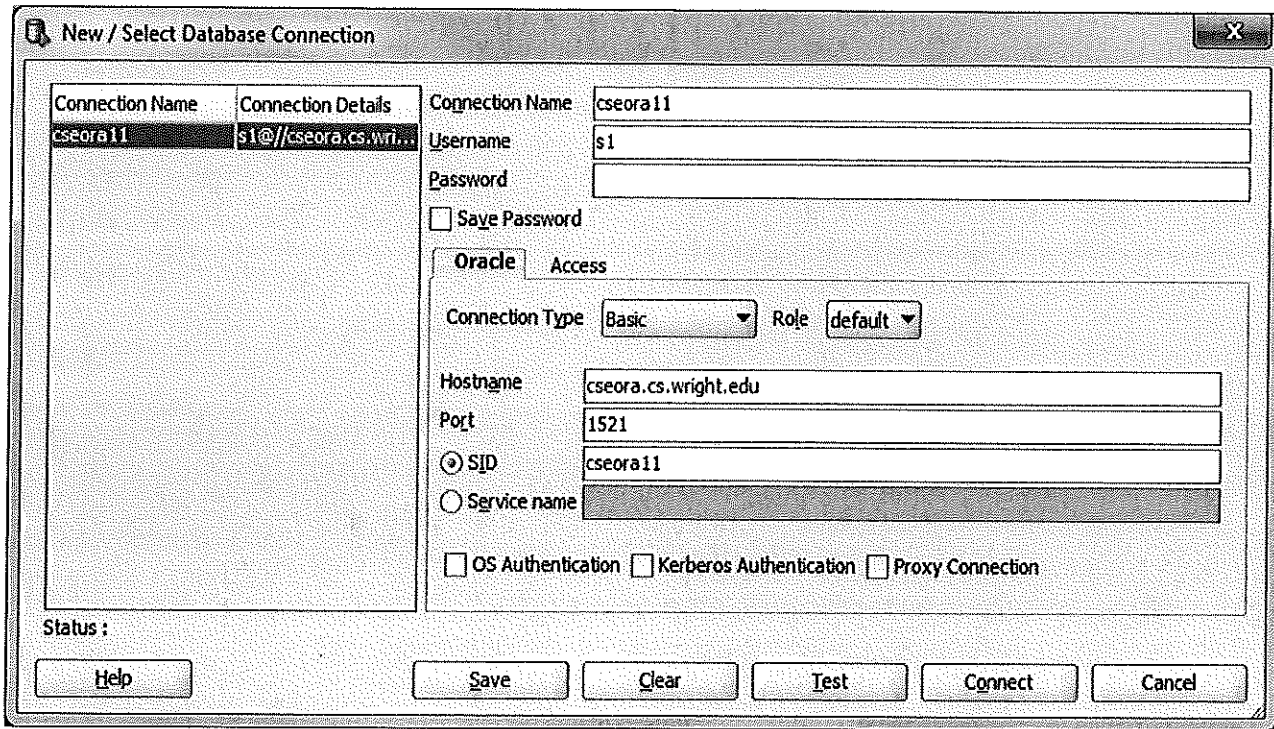 New / Select Database Connection
Connection Name Connection Details
cseora11 s1@//cseora.cs.wri...
Connection Name cseora11
Username s1
Password
Save Password
Oracle Access
Connection Type Basic Role default
Hostname cseora.cs.wright.edu
Port 1521
SID cseora11
Service name
OS Authentication Kerberos Authentication Proxy Connection
Status :
Help Save Clear Test Connect Cancel